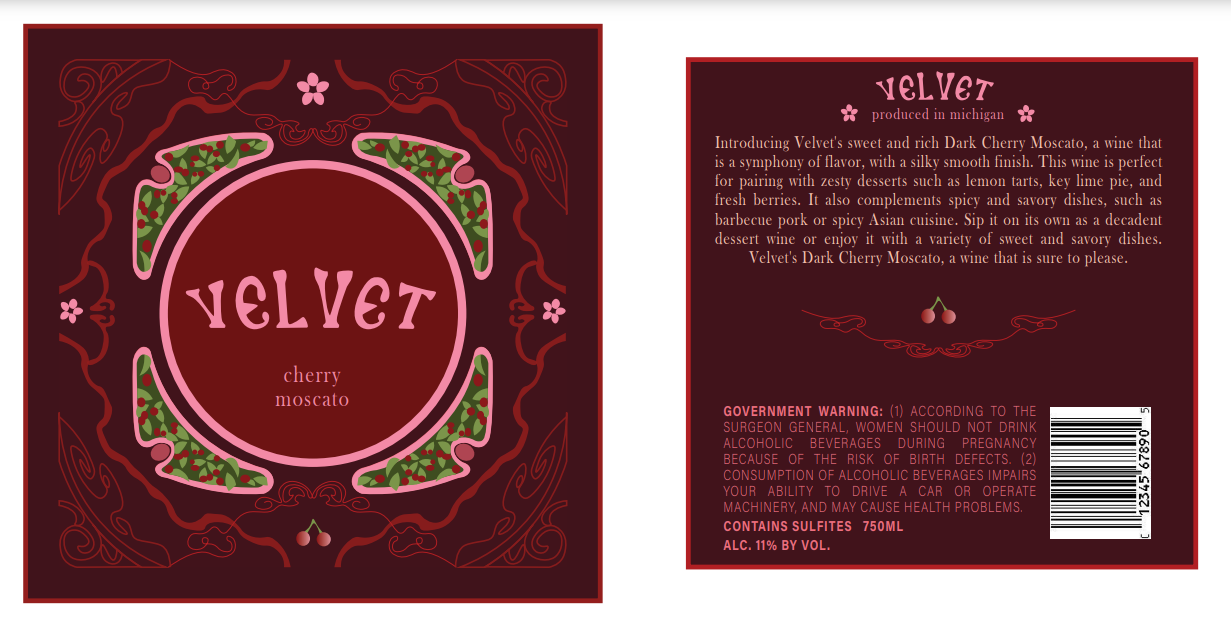 VELVET
cherry
moscato
VELVET
produced in michigan
Introducing Velvet's sweet and rich Dark Cherry Moscato, a wine that
is a symphony of flavor, with a silky smooth finish. This wine is perfect
for pairing with zesty desserts such as lemon tarts, key lime pie, and
fresh berries. It also complements spicy and savory dishes, such as
barbecue pork or spicy Asian cuisine. Sip it on its own as a decadent
dessert wine or enjoy it with a variety of sweet and savory dishes.
Velvet's Dark Cherry Moscato, a wine that is sure to please.
GOVERNMENT WARNING: (1) ACCORDING TO THE
SURGEON GENERAL, WOMEN SHOULD NOT DRINK
ALCOHOLIC BEVERAGES DURING PREGNANCY
BECAUSE OF THE RISK OF BIRTH DEFECTS. (2)
CONSUMPTION OF ALCOHOLIC BEVERAGES IMPAIRS
YOUR ABILITY TO DRIVE A CAR OR OPERATE
MACHINERY, AND MAY CAUSE HEALTH PROBLEMS.
CONTAINS SULFITES 750ML
ALC. 11% BY VOL.
0 12345 67890 5